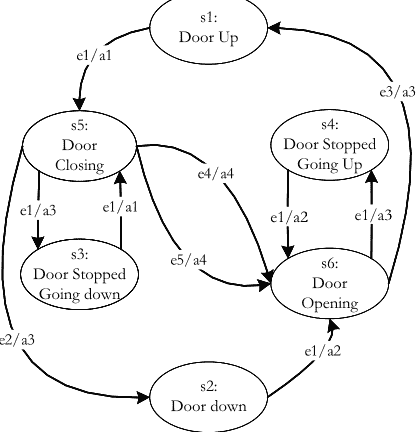 s1:
Door Up
e1/a1
e3/a3
s5:
Door
Closing
s4:
Door Stopped
Going Up
e4/a4
e1/a3
e1/a1
e1/a2
e1/a3
s3:
Door Stopped
Going down
e5/a4
s6:
Door
Opening
e2/a3
e1/a2
s2:
Door down